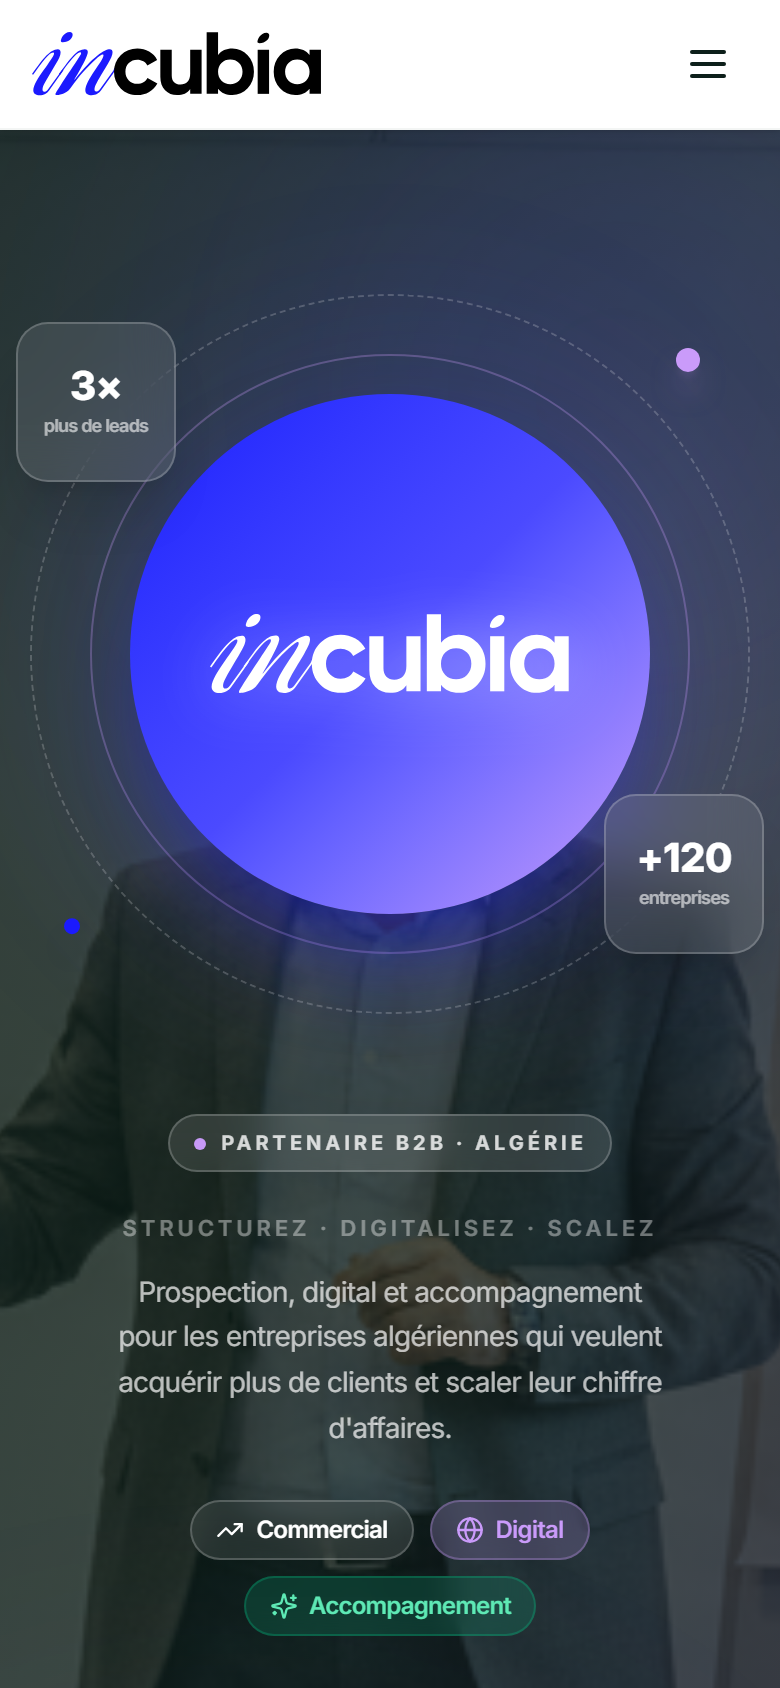 incubia
3×
plus de leads
incubia
+120
entreprises
PARTENAIRE B2B · ALGÉRIE
STRUCTUREZ · DIGITALISEZ · SCALEZ
Prospection, digital et accompagnement
pour les entreprises algériennes qui veulent
acquérir plus de clients et scaler leur chiffre
d'affaires.
Commercial
Digital
Accompagnement